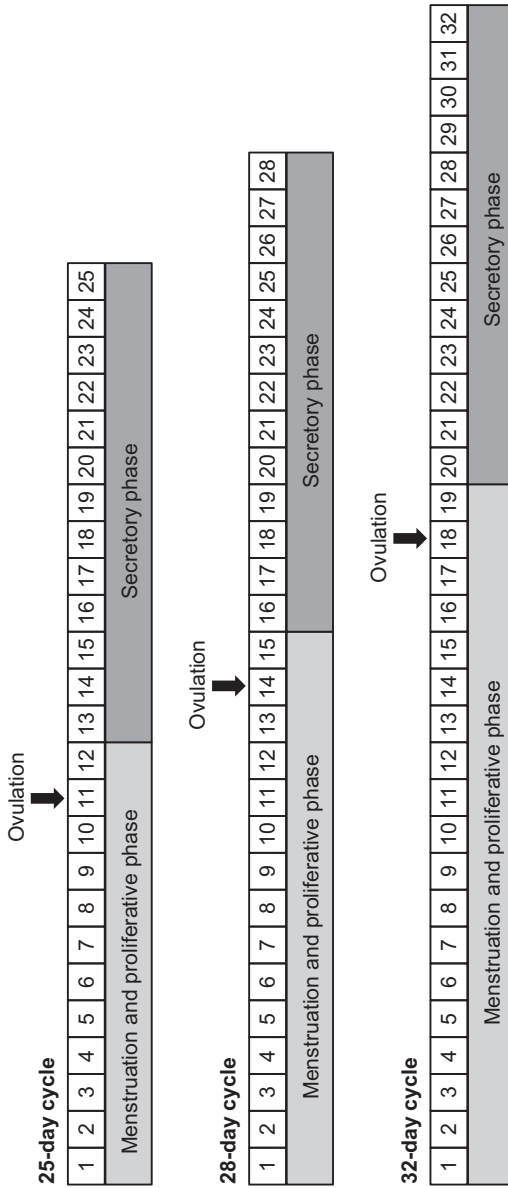 25-day cycle
Ovulation
1 2 3 4 5 6 7 8 9 10 11 12 13 14 15 16 17 18 19 20 21 22 23 24 25
Menstruation and proliferative phase Secretory phase
28-day cycle
Ovulation
1 2 3 4 5 6 7 8 9 10 11 12 13 14 15 16 17 18 19 20 21 22 23 24 25 26 27 28
Menstruation and proliferative phase Secretory phase
32-day cycle
Ovulation
1 2 3 4 5 6 7 8 9 10 11 12 13 14 15 16 17 18 19 20 21 22 23 24 25 26 27 28 29 30 31 32
Menstruation and proliferative phase Secretory phase